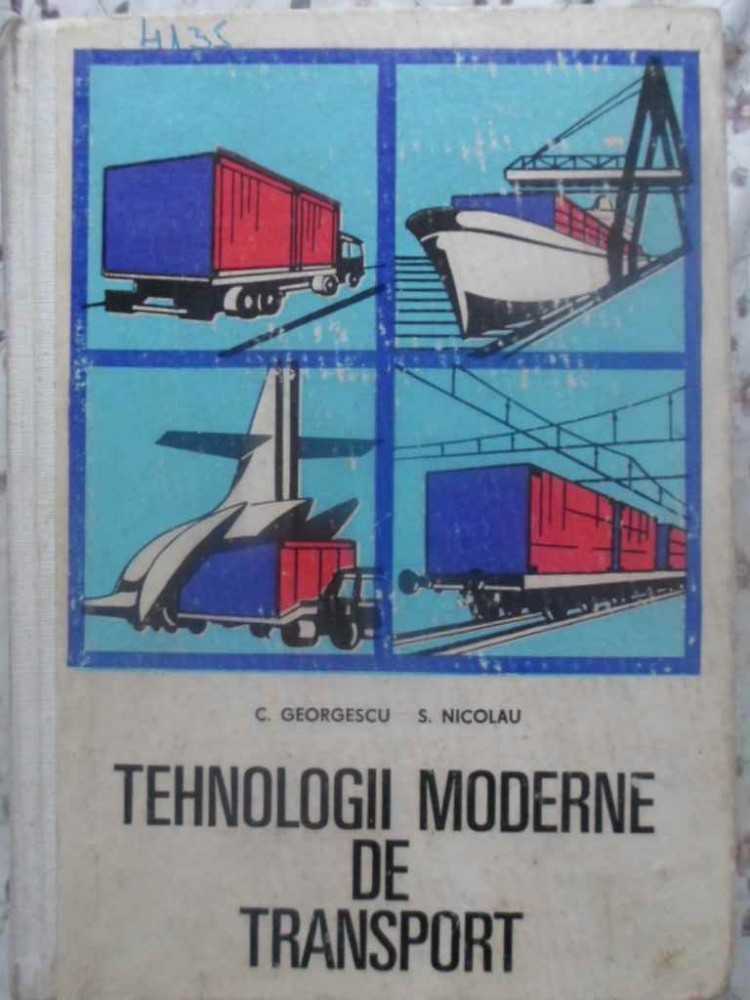 4135
C. GEORGESCU S. NICOLAU
TEHNOLOGII MODERNE
DE
TRANSPORT